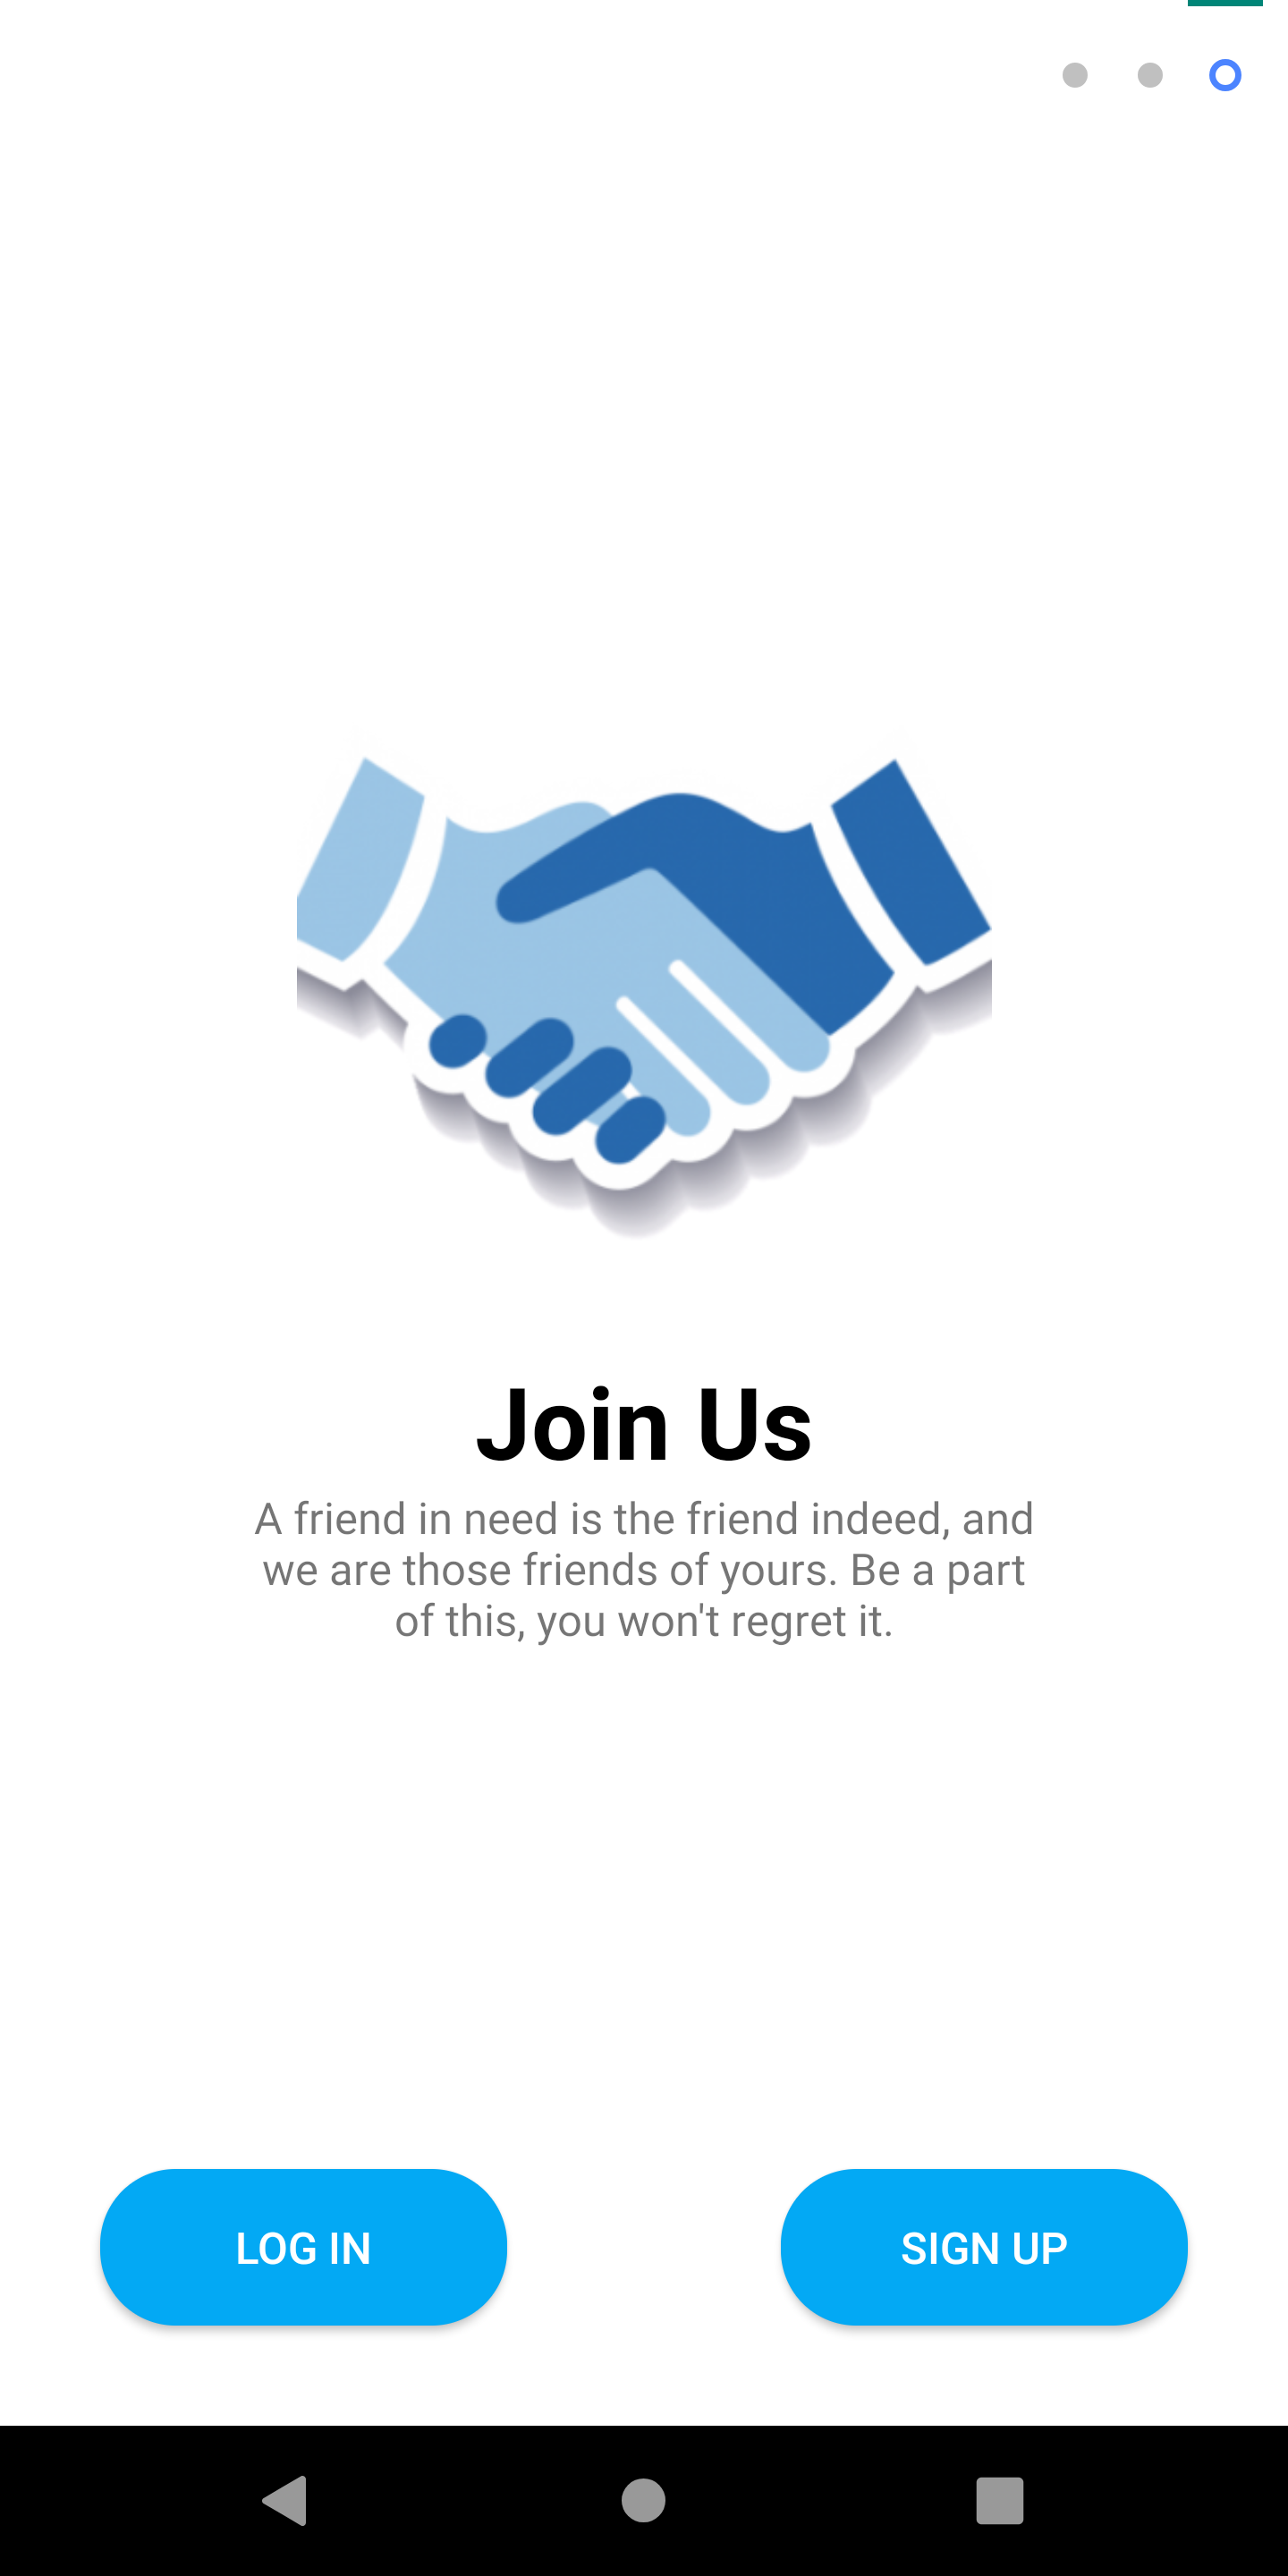 Join Us
A friend in need is the friend indeed, and
we are those friends of yours. Be a part
of this, you won't regret it.
LOG IN
SIGN UP